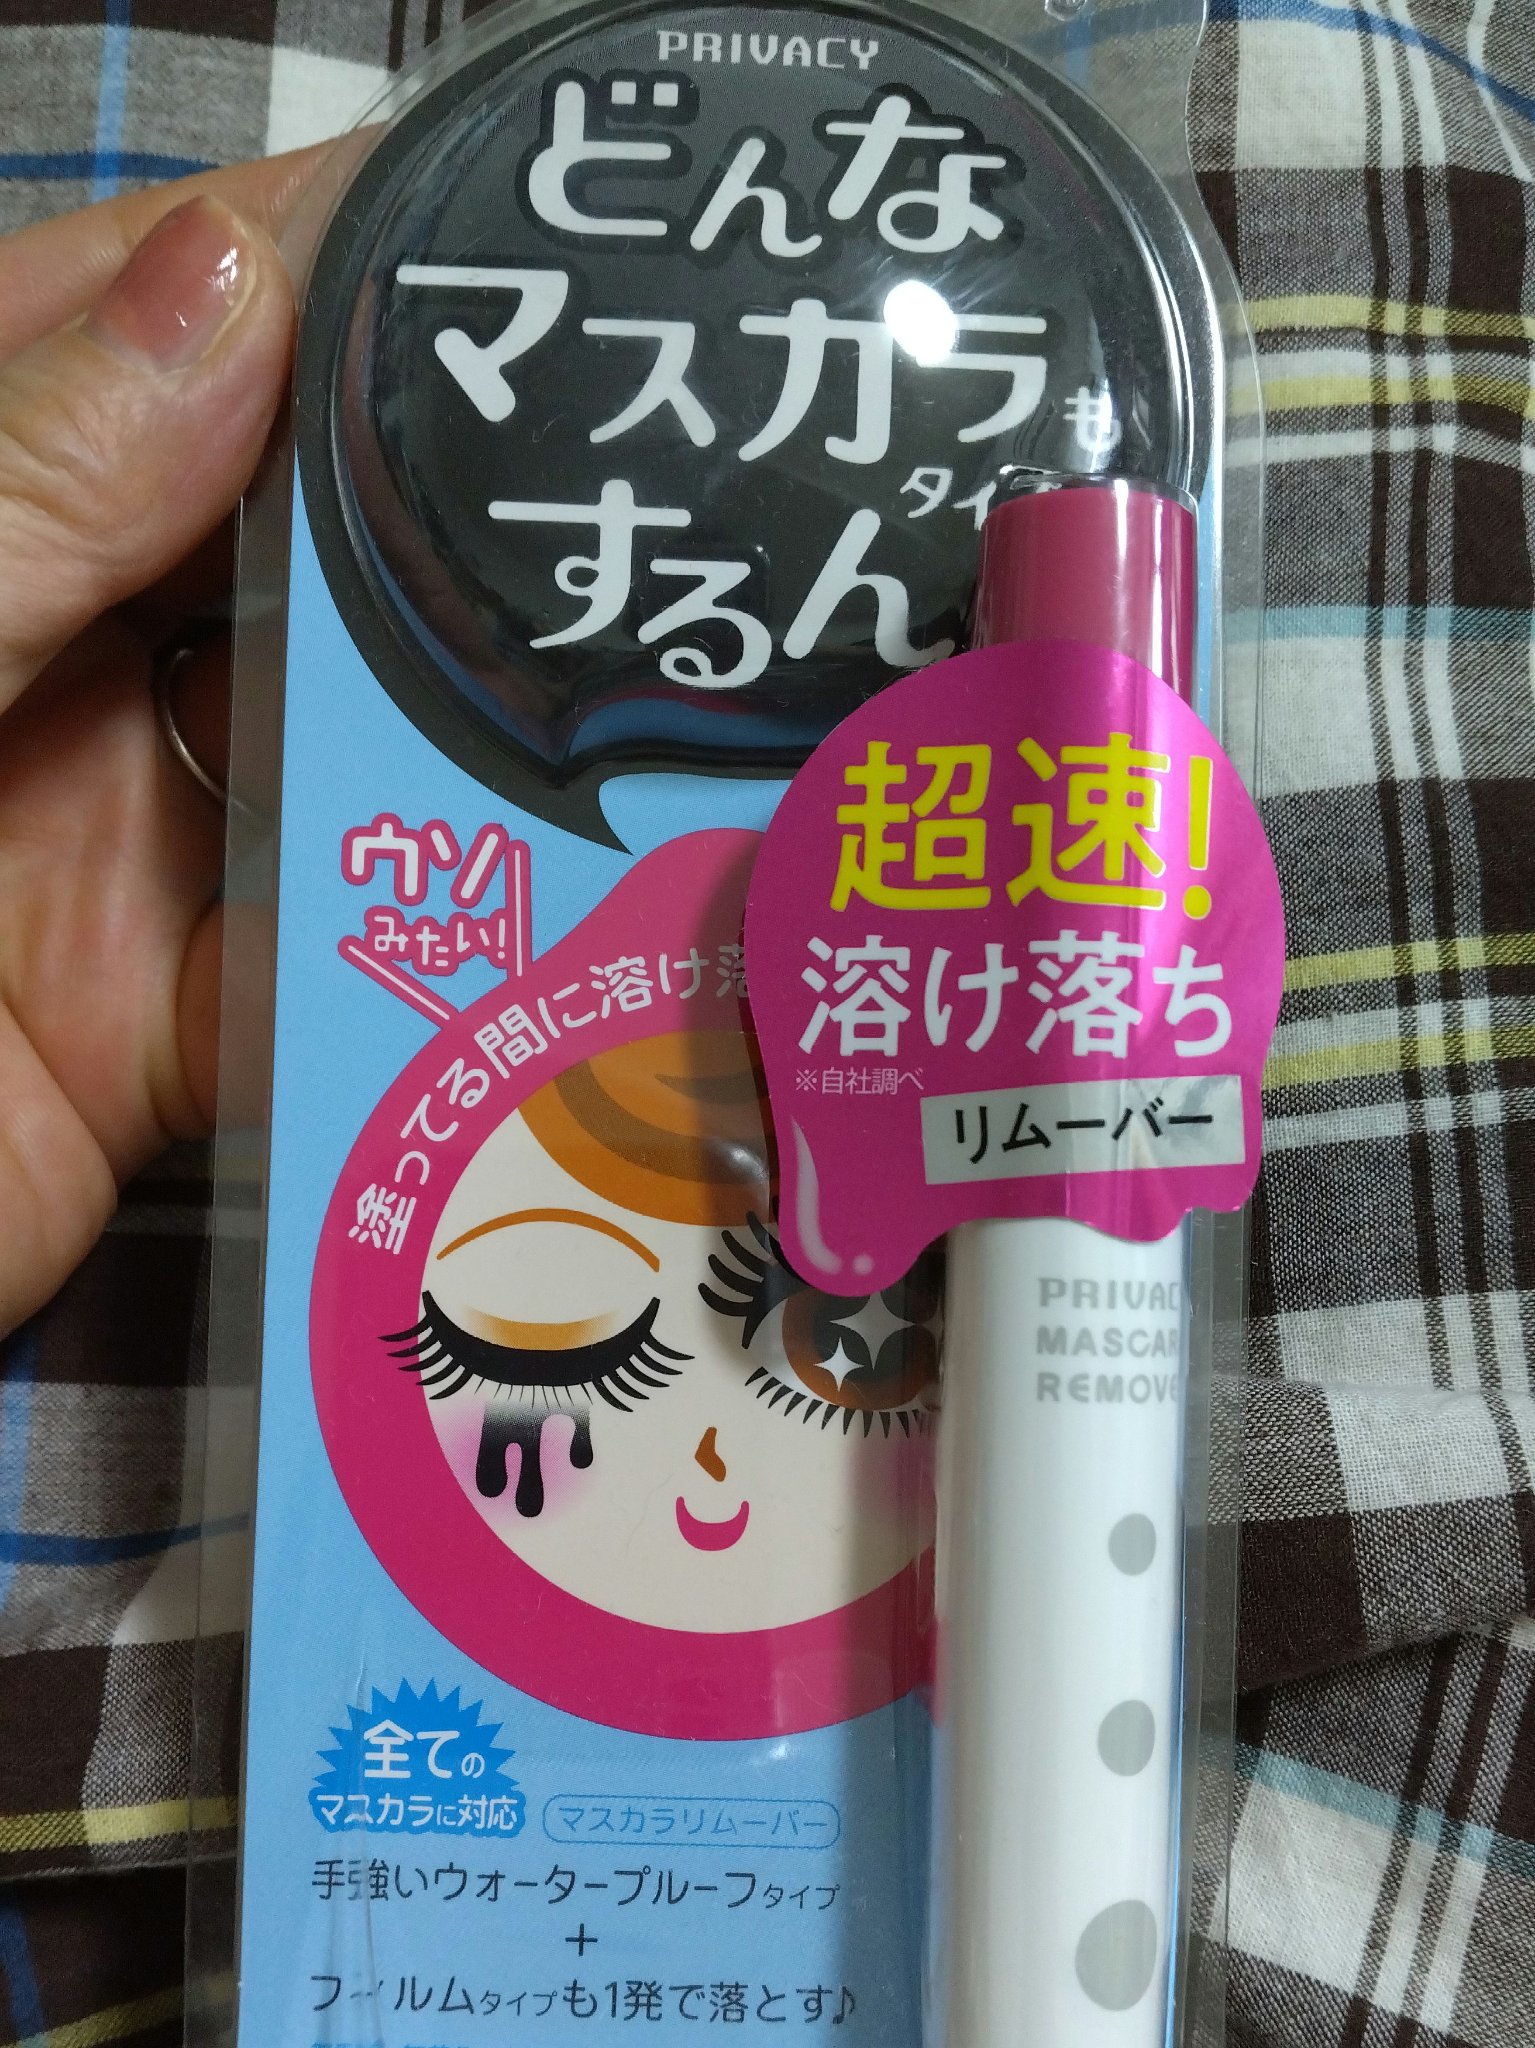 PRIVACY
どんな
マスカラも
タイ
するん
超速!
溶け落ち
※自社調べ
リムーバー
ウソ
みたい!
塗ってる間に溶け落
PRIVAC
MASCAR
REMOVE
全ての
マスカラに対応
マスカラリムーバー
手強いウォータープルーフタイプ
+
フィルムタイプも1発で落とす♪